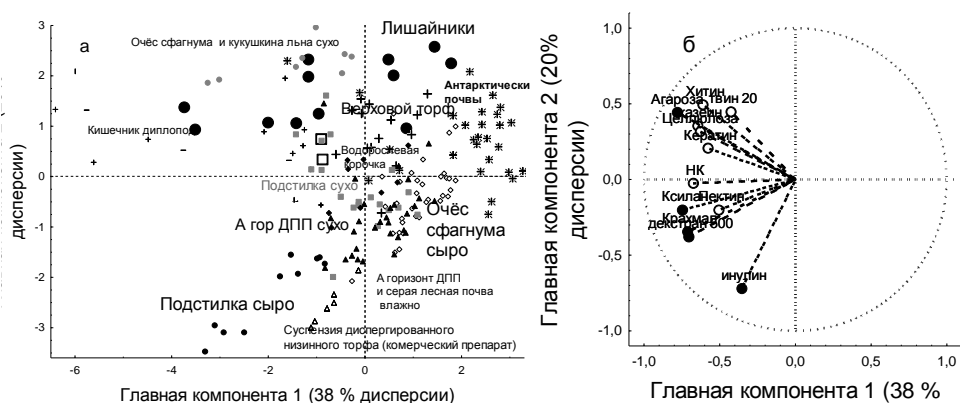 а
Лишайники
Очёс сфагнума и кукушкина льна сухо
Антарктически
почвы
Верховой торф
Кишечник диплопод
Водорослевая
корочка
Подстилка сухо
А гор ДПП сухо
Очёс
сфагнума
сыро
А горизонт ДПП
и серая лесная почва
влажно
Подстилка сыро
Суспензия диспергированного
низинного торфа (комерческий препарат)
3
2
1
0
-1
-2
-3
-6
-4
-2
0
2
дисперсии)
Главная компонента 1 (38 % дисперсии)
б
Хитин
Агароза
Твин 20
казеин
Целлюлоза
Кератин
НК
Ксилан
Пектин
Крахмал
декстран 500
инулин
1,0
0,5
0,0
-0,5
-1,0
-1,0
-0,5
0,0
0,5
1,0
Главная компонента 2 (20%
дисперсии)
Главная компонента 1 (38 %